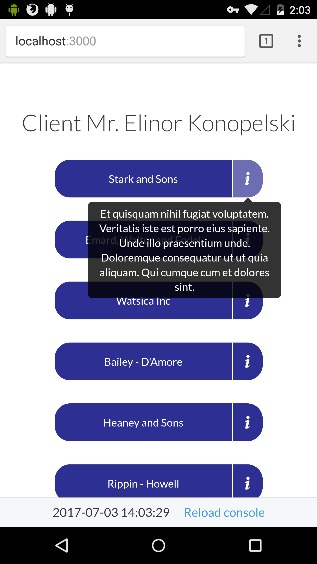 2:03
localhost:3000
1
Client Mr. Elinor Konopelski
Stark and Sons
i
Et quisquam nihil fugiat voluptatem.
Veritatis iste est porro eius sapiente.
Unde illo praesentium unde.
Doloremque consequatur ut ut quia
aliquam. Qui cumque cum et dolores
sint.
Watsica Inc
i
Bailey - D'Amore
i
Heaney and Sons
i
Rippin - Howell
i
2017-07-03 14:03:29 Reload console